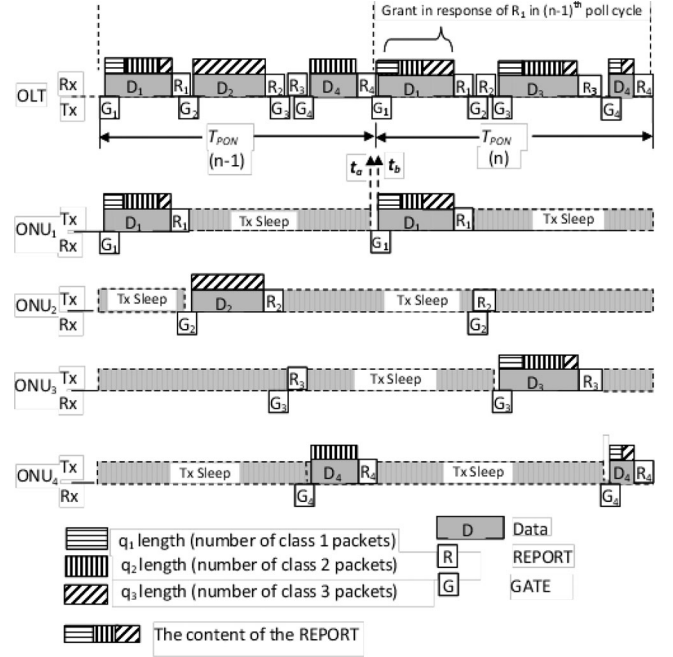 Grant in response of R1 in (n-1)th poll cycle
OLT Rx D1 R1 D2 R2 R3 D4 R4 D1 R1 R2 D3 R3 D4 R4
Tx G1 G2 G3 G4 G1 G2 G3 G4
TPON TPON
(n-1) (n)
ta tb
ONU1 Tx D1 R1 Tx Sleep D1 R1 Tx Sleep
Rx G1 G1
ONU2 Tx Tx Sleep D2 R2 Tx Sleep R2
Rx G2 G2
ONU3 Tx R3 Tx Sleep D3 R3
Rx G3 G3
ONU4 Tx Tx Sleep D4 R4 Tx Sleep D4 R4
Rx G4 G4
q1 length (number of class 1 packets) D Data
q2 length (number of class 2 packets) R REPORT
q3 length (number of class 3 packets) G GATE
The content of the REPORT